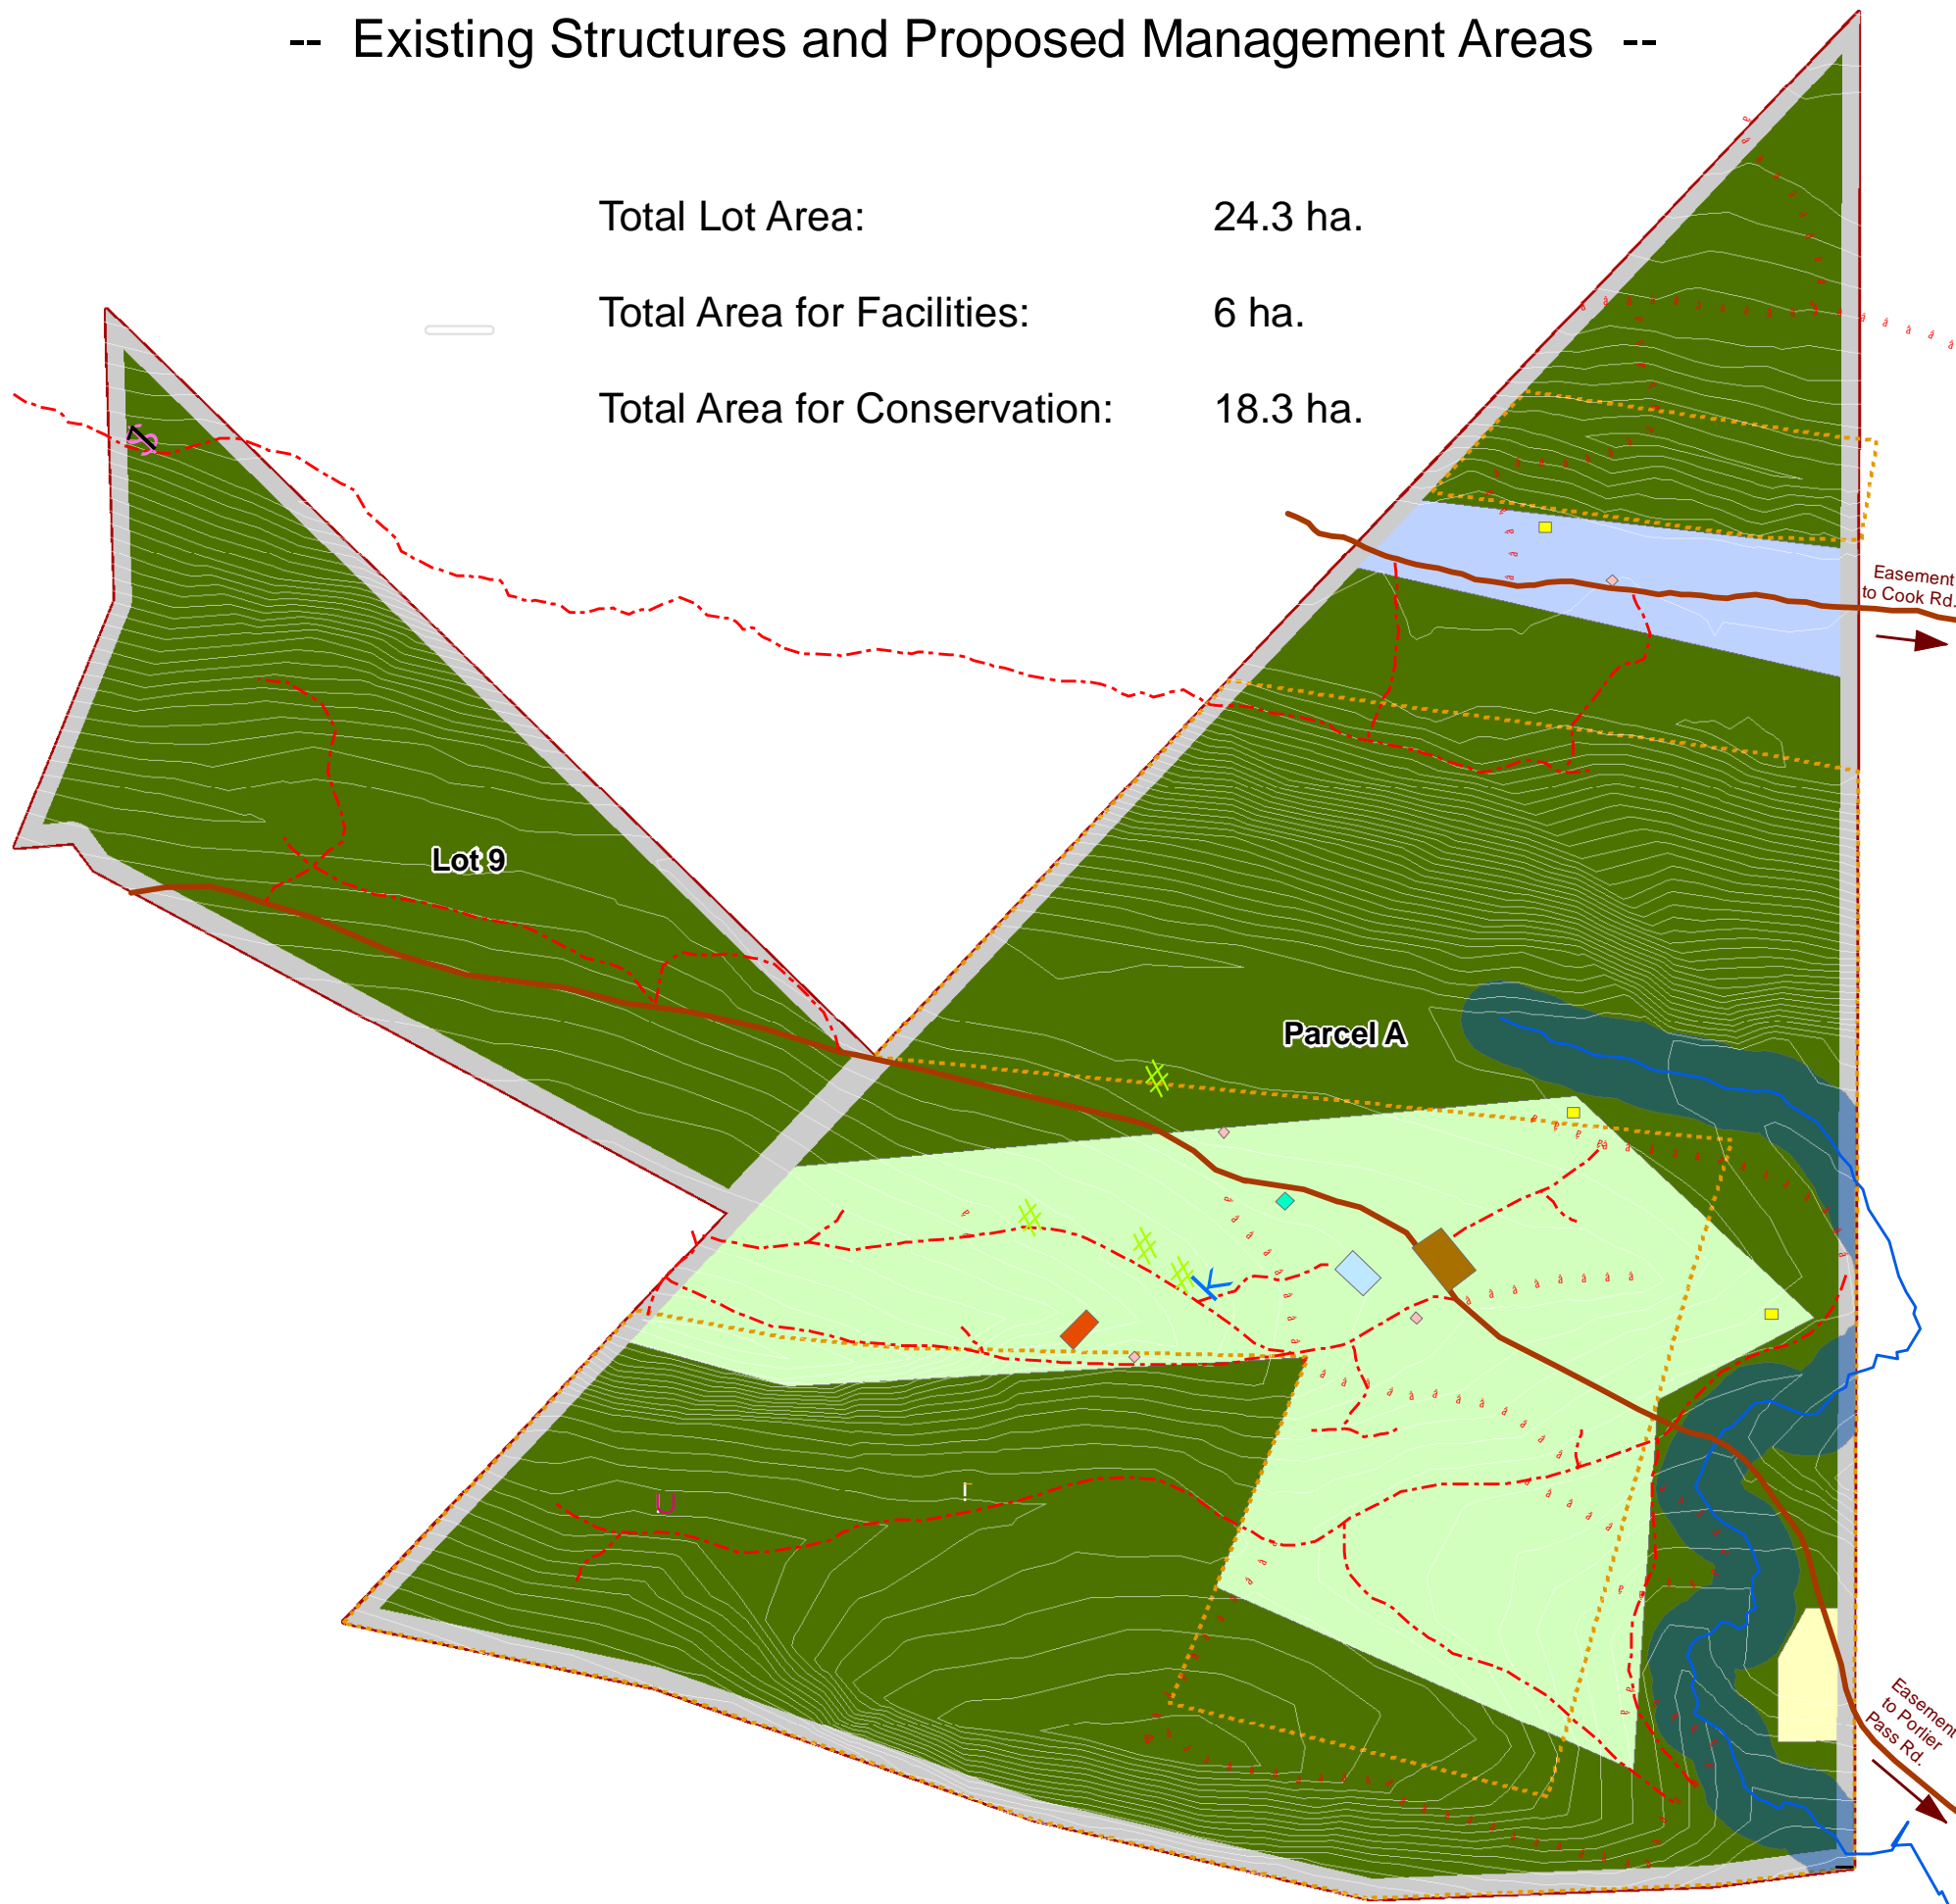 -- Existing Structures and Proposed Management Areas --
Total Lot Area: 24.3 ha.
Total Area for Facilities: 6 ha.
Total Area for Conservation: 18.3 ha.
Easement
to Cook Rd.
Lot 9
Parcel A
Easement
to Porlier
Pass Rd.